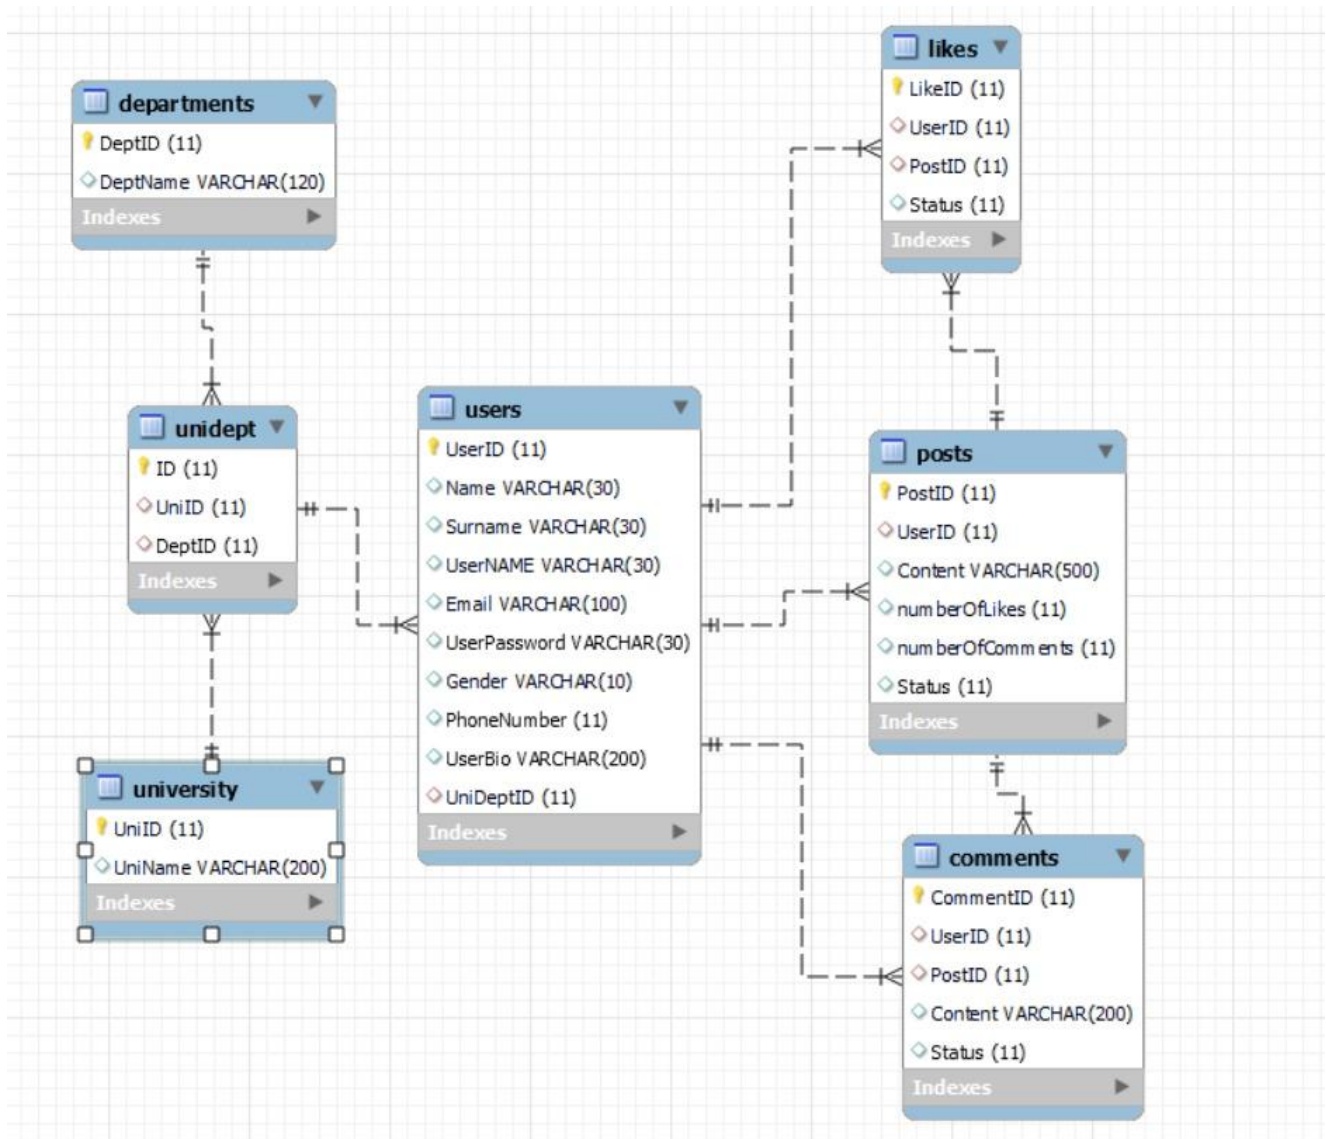 departments
DeptID (11)
DeptName VARCHAR(120)
Indexes
unidept
ID (11)
UniID (11)
DeptID (11)
Indexes
university
UniID (11)
UniName VARCHAR(200)
Indexes
users
UserID (11)
Name VARCHAR(30)
Surname VARCHAR(30)
UserNAME VARCHAR(30)
Email VARCHAR(100)
UserPassword VARCHAR(30)
Gender VARCHAR(10)
PhoneNumber (11)
UserBio VARCHAR(200)
UniDeptID (11)
Indexes
likes
LikeID (11)
UserID (11)
PostID (11)
Status (11)
Indexes
posts
PostID (11)
UserID (11)
Content VARCHAR(500)
numberOfLikes (11)
numberOfComments (11)
Status (11)
Indexes
comments
CommentID (11)
UserID (11)
PostID (11)
Content VARCHAR(200)
Status (11)
Indexes